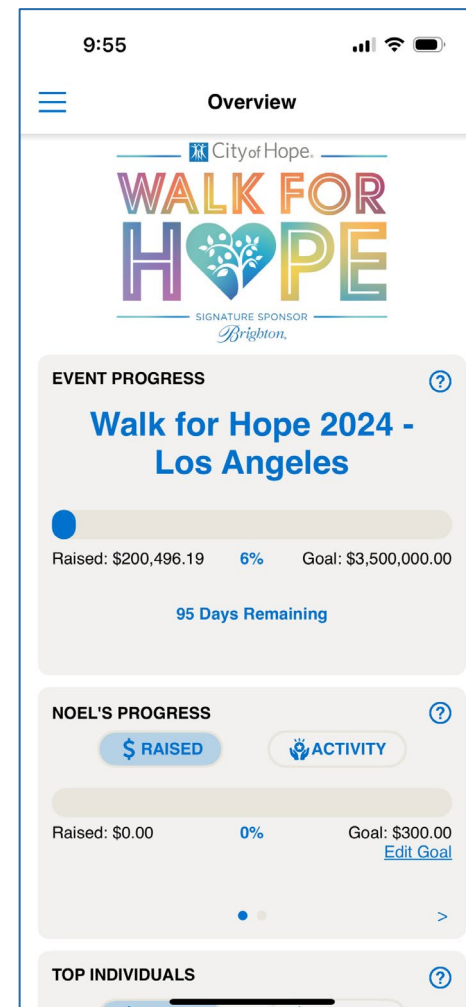 9:55
Overview
City of Hope.
WALK FOR
HOPE
SIGNATURE SPONSOR
Brighton.
EVENT PROGRESS
Walk for Hope 2024 -
Los Angeles
Raised: $200,496.19 6% Goal: $3,500,000.00
95 Days Remaining
NOEL'S PROGRESS
$ RAISED ACTIVITY
Raised: $0.00 0% Goal: $300.00
Edit Goal
>
TOP INDIVIDUALS